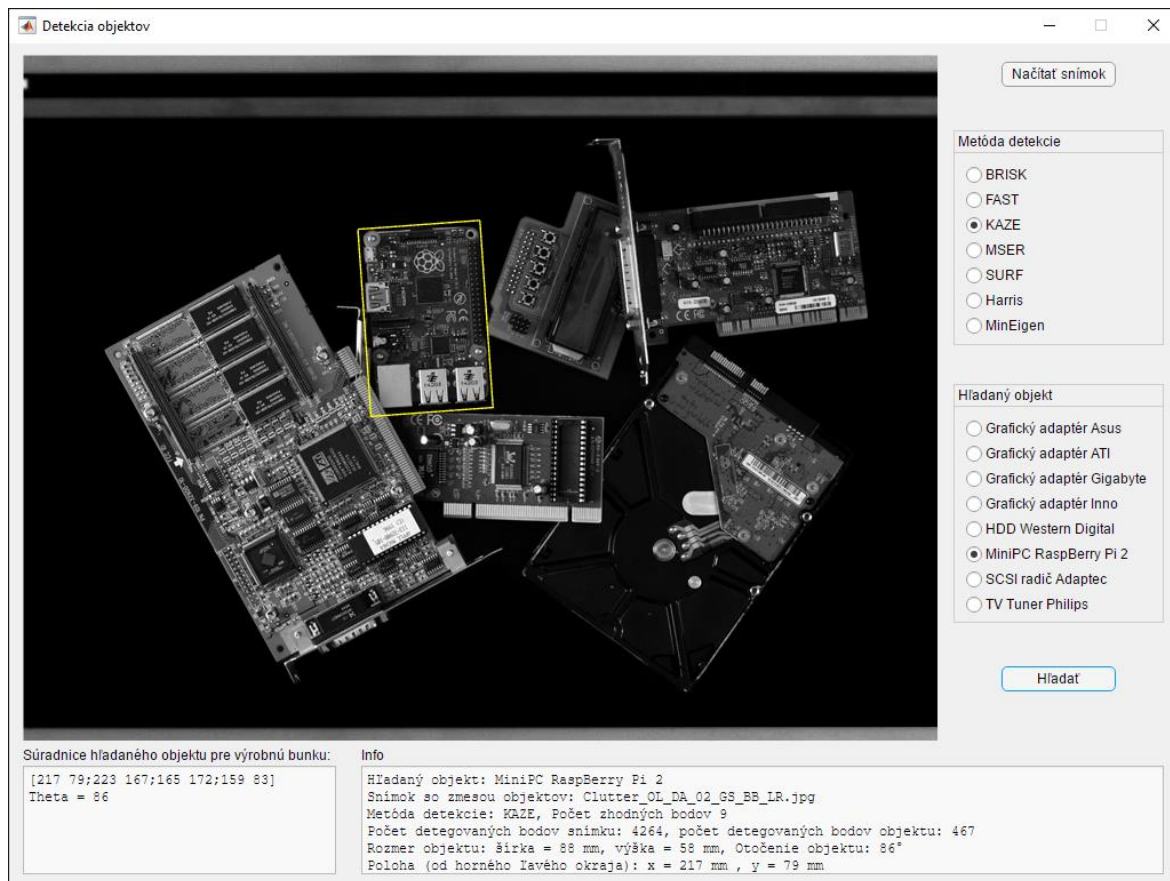 Detekcia objektov
Načítať snímok
Metóda detekcie
BRISK
FAST
KAZE
MSER
SURF
Harris
MinEigen
Hľadaný objekt
Grafický adaptér Asus
Grafický adaptér ATI
Grafický adaptér Gigabyte
Grafický adaptér Inno
HDD Western Digital
MiniPC RaspBerry Pi 2
SCSI radič Adaptec
TV Tuner Philips
Hľadať
Súradnice hľadaného objektu pre výrobnú bunku:
[217 79;223 167;165 172;159 83]
Theta = 86
Info
Hľadaný objekt: MiniPC RaspBerry Pi 2
Snímok so zmesou objektov: Clutter_OL_DA_02_GS_BB_LR.jpg
Metóda detekcie: KAZE, Počet zhodných bodov 9
Počet detegovaných bodov snímku: 4264, počet detegovaných bodov objektu: 467
Rozmer objektu: šírka = 88 mm, výška = 58 mm, Otočenie objektu: 86°
Poloha (od horného ľavého okraja): x = 217 mm , y = 79 mm